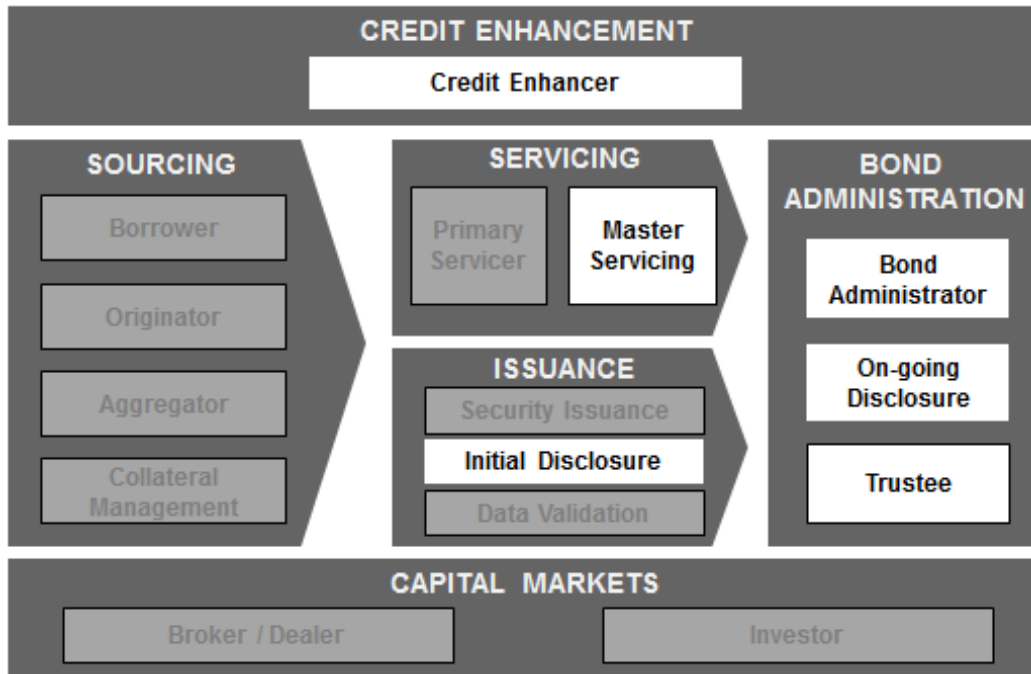 CREDIT ENHANCEMENT
Credit Enhancer
SOURCING
Borrower
Originator
Aggregator
Collateral
Management
SERVICING
Primary
Servicer
Master
Servicing
ISSUANCE
Security Issuance
Initial Disclosure
Data Validation
BOND
ADMINISTRATION
Bond
Administrator
On-going
Disclosure
Trustee
CAPITAL MARKETS
Broker / Dealer
Investor